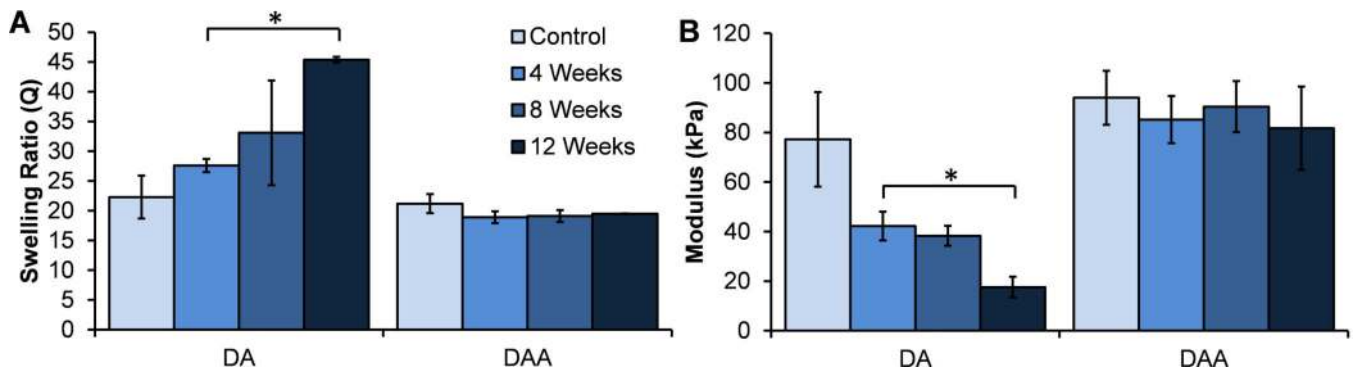 A
Swelling Ratio (Q)
50
45
40
35
30
25
20
15
10
5
0
*
Control
4 Weeks
8 Weeks
12 Weeks
DA
DAA
B
Modulus (kPa)
120
100
80
60
40
20
0
*
DA
DAA